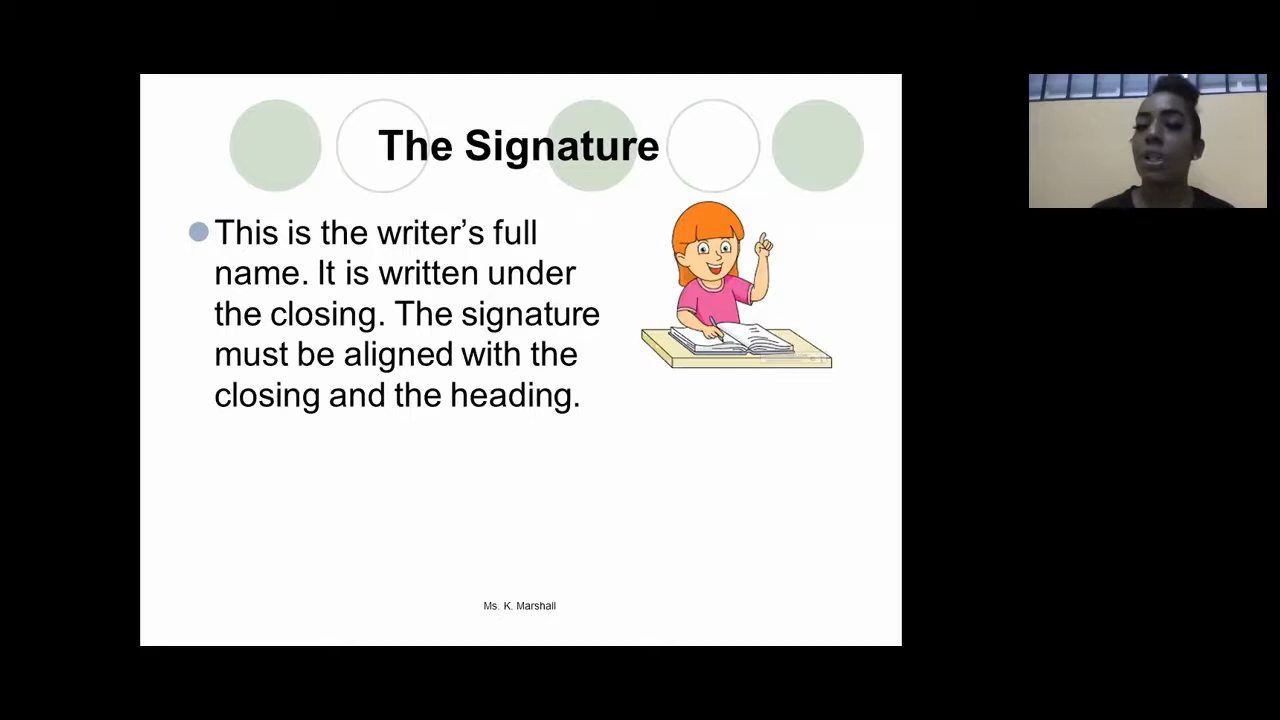 The Signature
This is the writer’s full
name. It is written under
the closing. The signature
must be aligned with the
closing and the heading.
Ms. K. Marshall